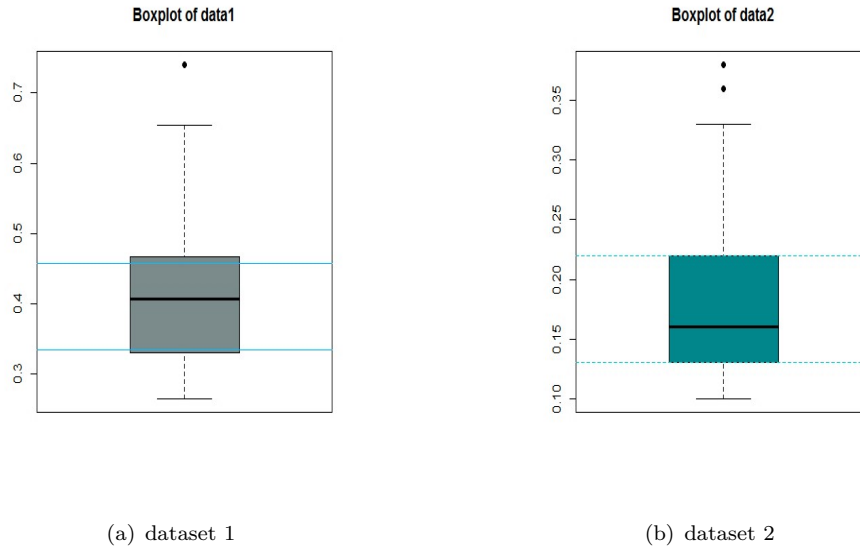 Boxplot of data1
0.7
0.6
0.5
0.4
0.3
(a) dataset 1
Boxplot of data2
0.35
0.30
0.25
0.20
0.15
0.10
(b) dataset 2